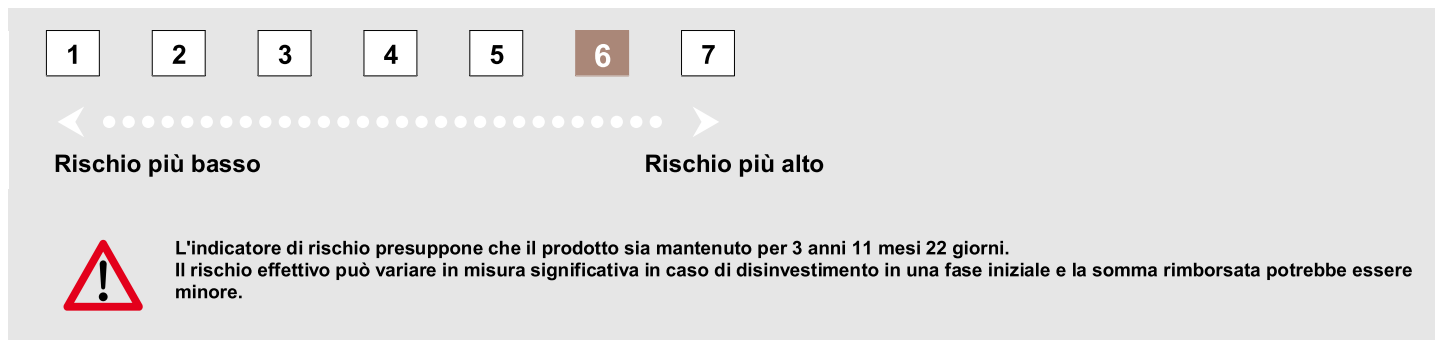 1 2 3 4 5 6 7
Rischio più basso Rischio più alto
L'indicatore di rischio presuppone che il prodotto sia mantenuto per 3 anni 11 mesi 22 giorni.
Il rischio effettivo può variare in misura significativa in caso di disinvestimento in una fase iniziale e la somma rimborsata potrebbe essere
minore.